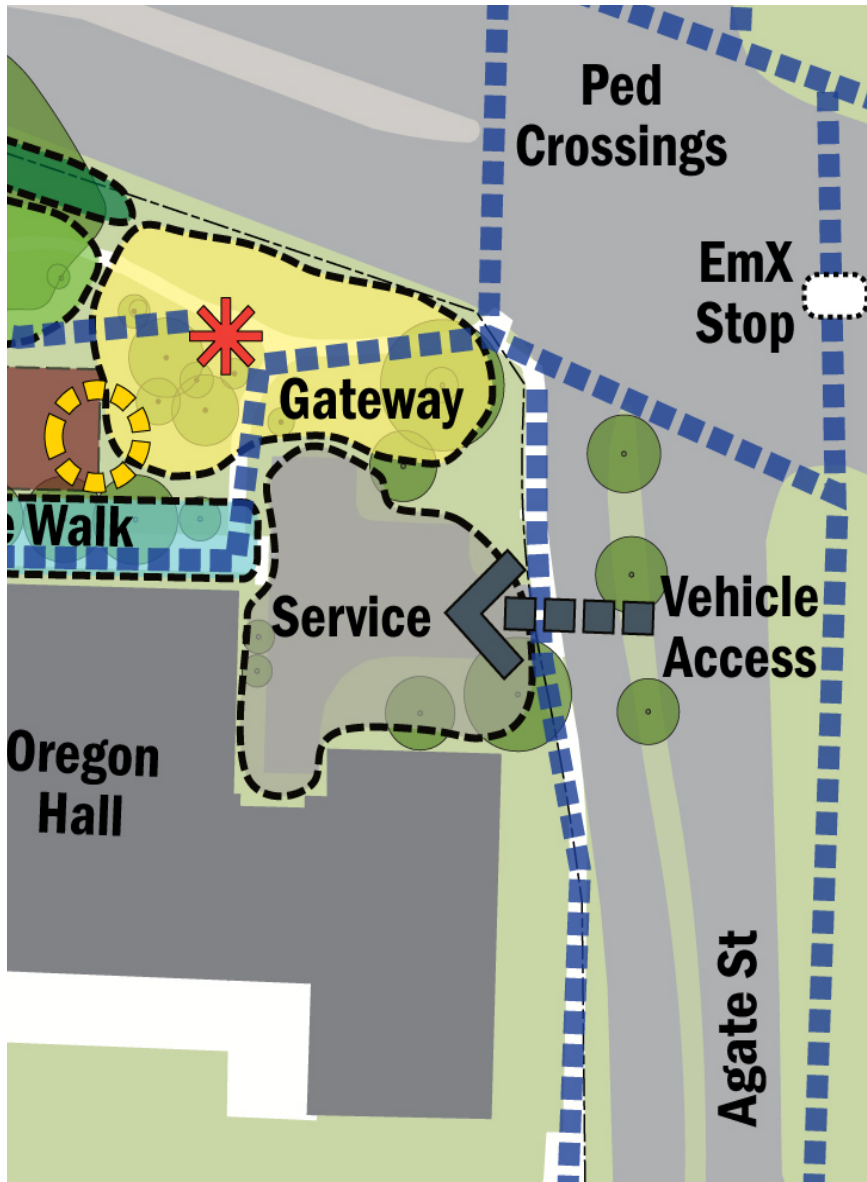 Ped
Crossings
EmX
Stop
Gateway
Walk
Service
Vehicle
Access
Oregon
Hall
Agate St